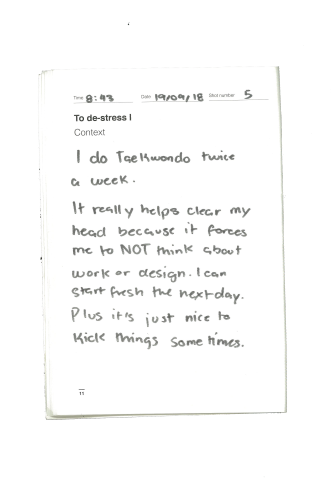 Time 8:43 Date 19/09/18 Shot number 5
To de-stress I
Context
I do Taekwondo twice
a week.
It really helps clear my
head because it forces
me to NOT think about
work or design. I can
start fresh the next day.
Plus it's just nice to
kick things sometimes.
11